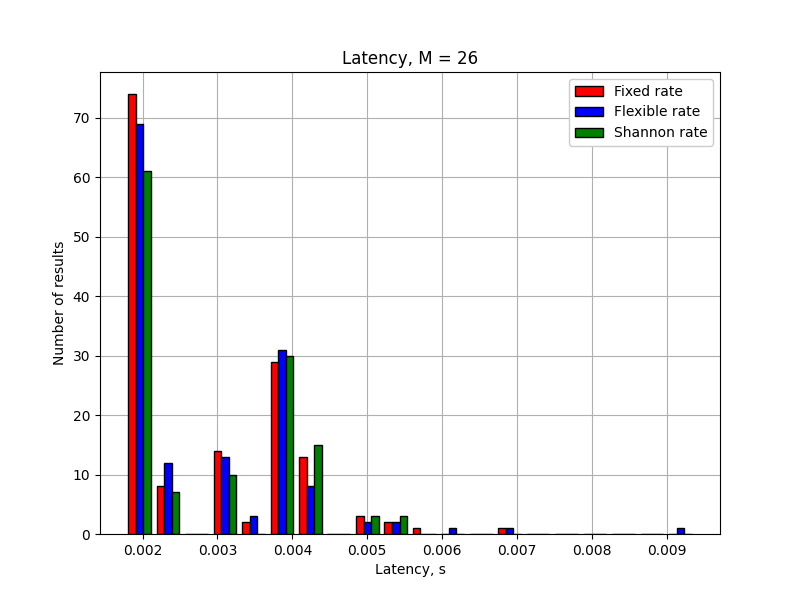 Latency, M = 26
Fixed rate
Flexible rate
Shannon rate
Number of results
70
60
50
40
30
20
10
0
0.002 0.003 0.004 0.005 0.006 0.007 0.008 0.009
Latency, s